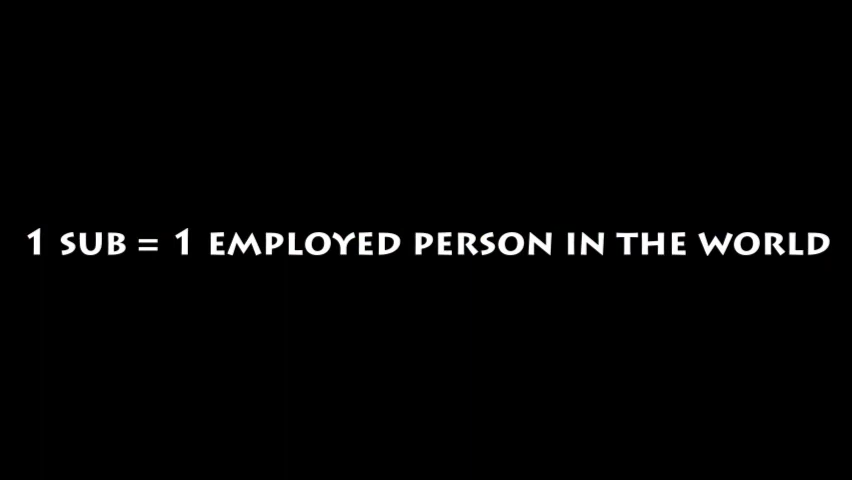 1 SUB = 1 EMPLOYED PERSON IN THE WORLD